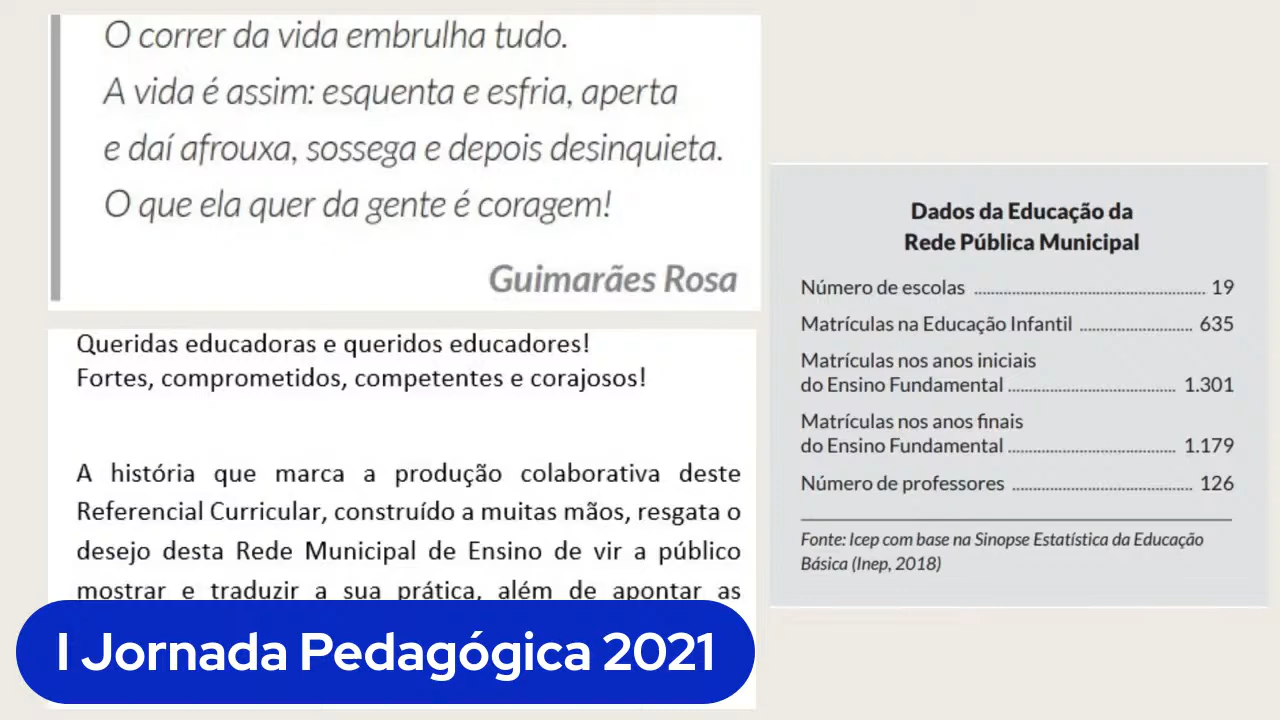 O correr da vida embrulha tudo.
A vida é assim: esquenta e esfria, aperta
e daí afrouxa, sossega e depois desinquieta.
O que ela quer da gente é coragem!
Guimarães Rosa
Queridas educadoras e queridos educadores!
Fortes, comprometidos, competentes e corajosos!
A história que marca a produção colaborativa deste
Referencial Curricular, construído a muitas mãos, resgata o
desejo desta Rede Municipal de Ensino de vir a público
mostrar e traduzir a sua prática, além de apontar as
I Jornada Pedagógica 2021
Dados da Educação da
Rede Pública Municipal
Número de escolas ........................................ 19
Matrículas na Educação Infantil .................... 635
Matrículas nos anos iniciais
do Ensino Fundamental .............................. 1.301
Matrículas nos anos finais
do Ensino Fundamental .............................. 1.179
Número de professores ................................ 126
Fonte: Icep com base na Sinopse Estatística da Educação
Básica (Inep, 2018)